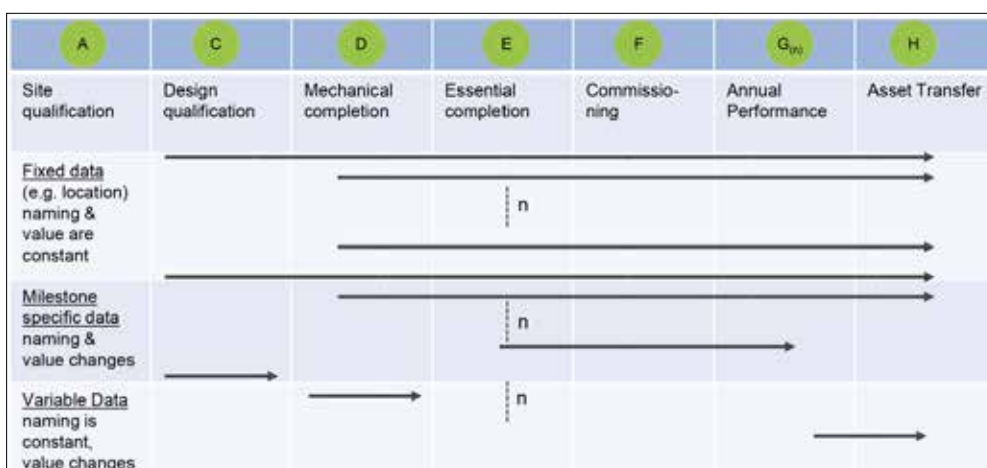 A C D E F G(n) H
Site qualification Design qualification Mechanical completion Essential completion Commissio-ning Annual Performance Asset Transfer
Fixed data
(e.g. location)
naming &
value are
constant
n
Milestone
specific data
naming &
value changes
n
Variable Data
naming is
constant,
value changes
n